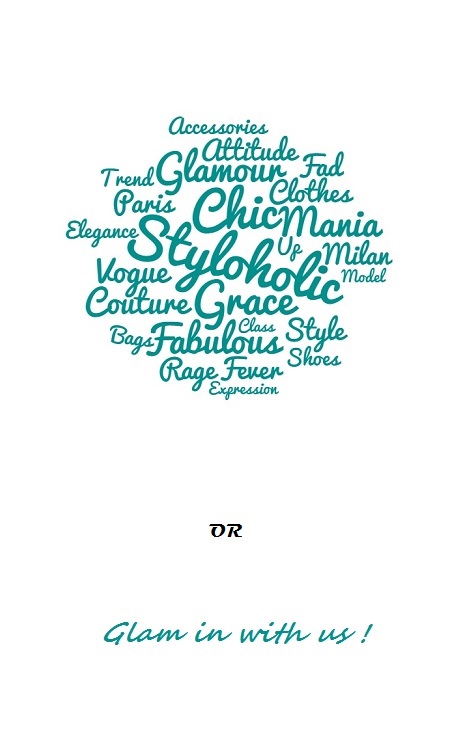 Accessories
Attitude
Glamour Fad
Trend Clothes
Paris Chic Mania
Elegance Styloholic Up Milan
Vogue Model
Couture Grace
Class Style
Bags Fabulous Shoes
Rage Fever
Expression
OR
Glam in with us !